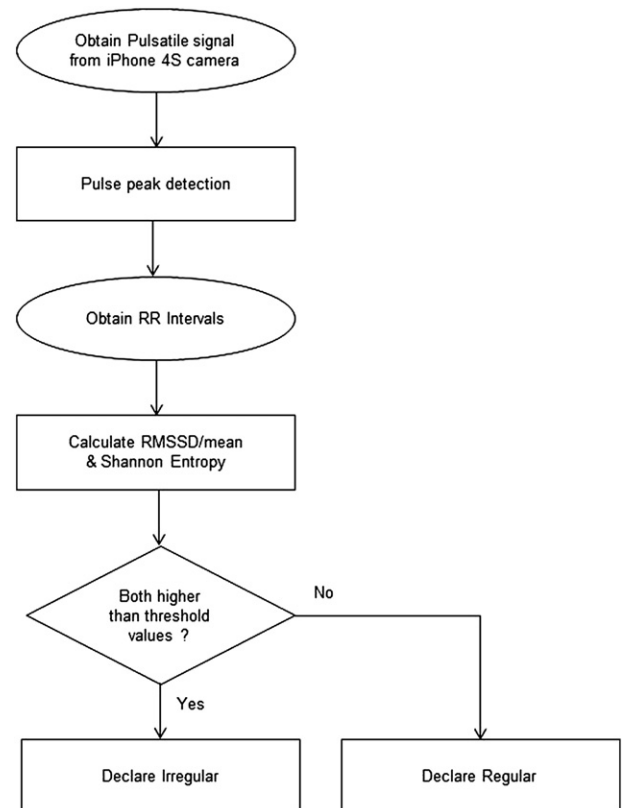 Obtain Pulsatile signal
from iPhone 4S camera
Pulse peak detection
Obtain RR Intervals
Calculate RMSSD/mean
& Shannon Entropy
Both higher
than threshold
values ?
No
Yes
Declare Irregular
Declare Regular